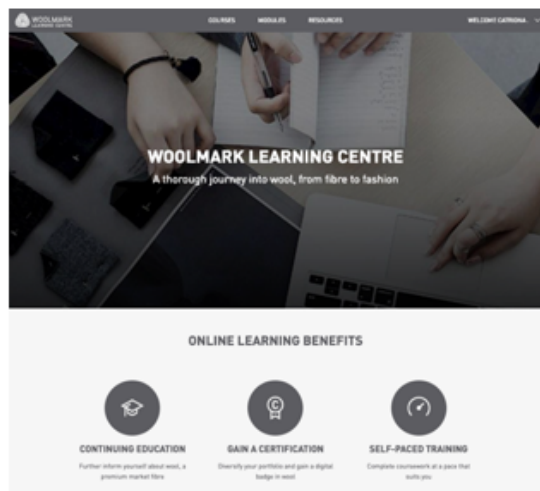 WOOLMARK
LEARNING CENTRE
COURSES MODULES RESOURCES WELCOME CATRIONA.
WOOLMARK LEARNING CENTRE
A thorough journey into wool, from fibre to fashion
ONLINE LEARNING BENEFITS
CONTINUING EDUCATION
Further inform yourself about wool, a
premium market fibre
GAIN A CERTIFICATION
Diversify your portfolio and gain a digital
badge in wool
SELF-PACED TRAINING
Complete coursework at a pace that
suits you